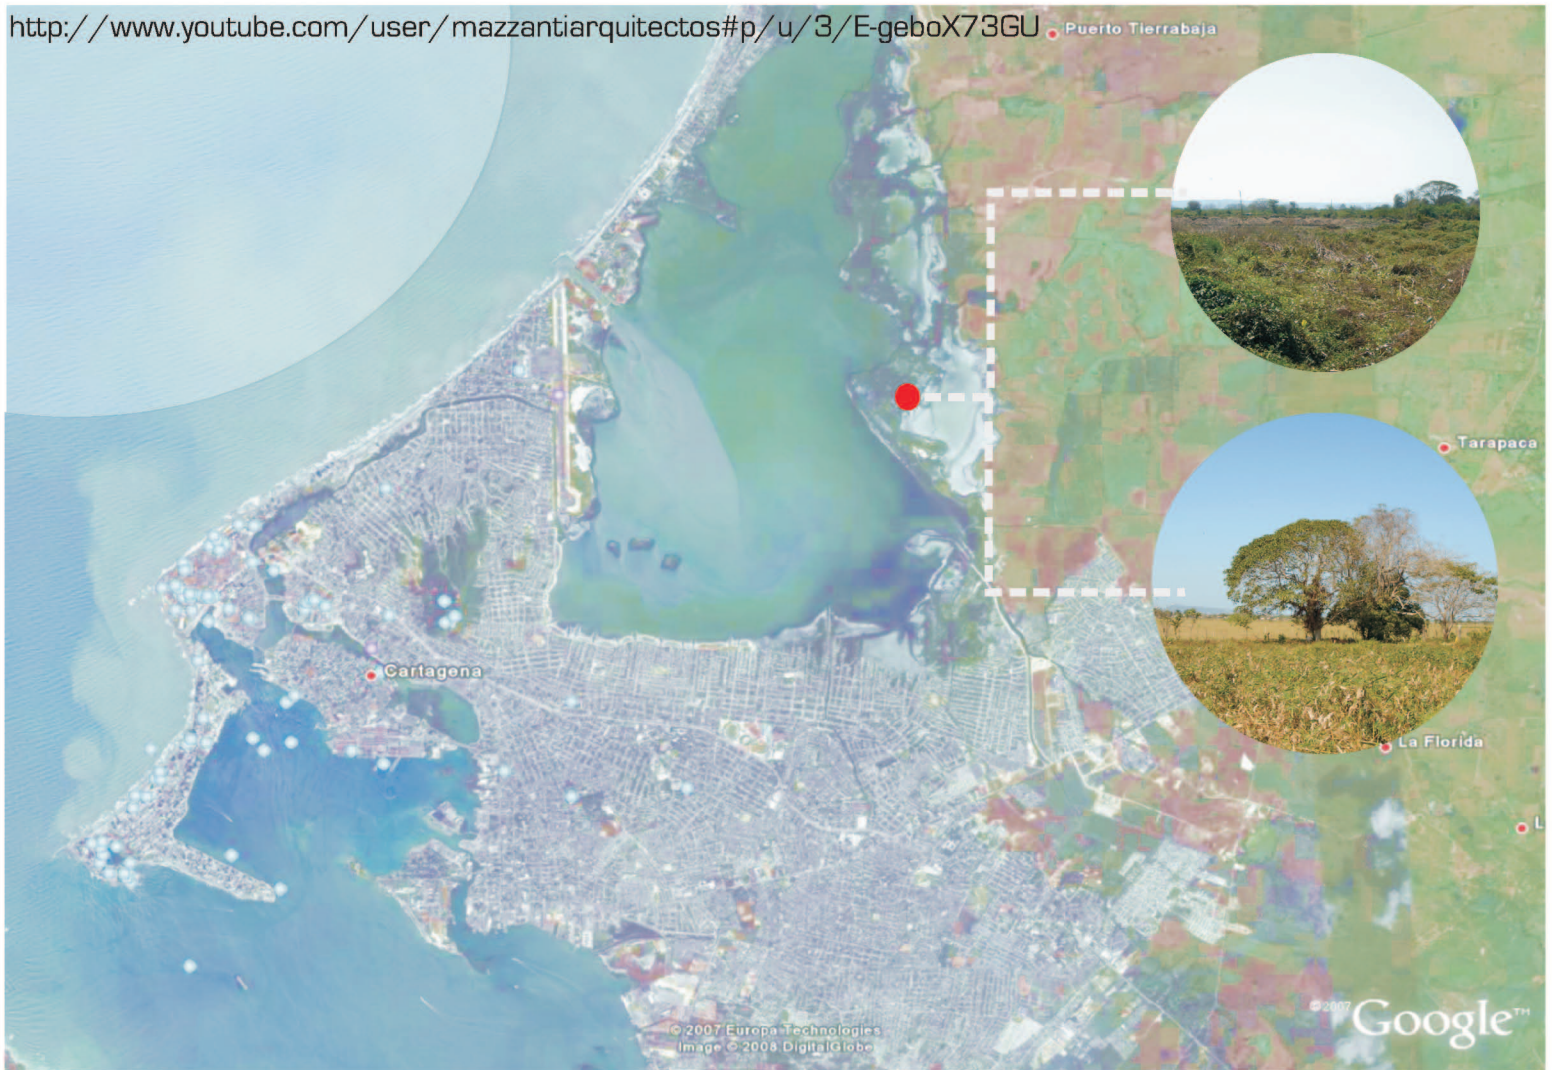 http://www.youtube.com/user/mazzantiarquitectos#p/u/3/E-geboX73GU
Puerto Tierrabaja
Tarapaca
Cartagena
La Florida
L
© 2007 Google™
© 2007 Europa Technologies
Image © 2008 DigitalGlobe